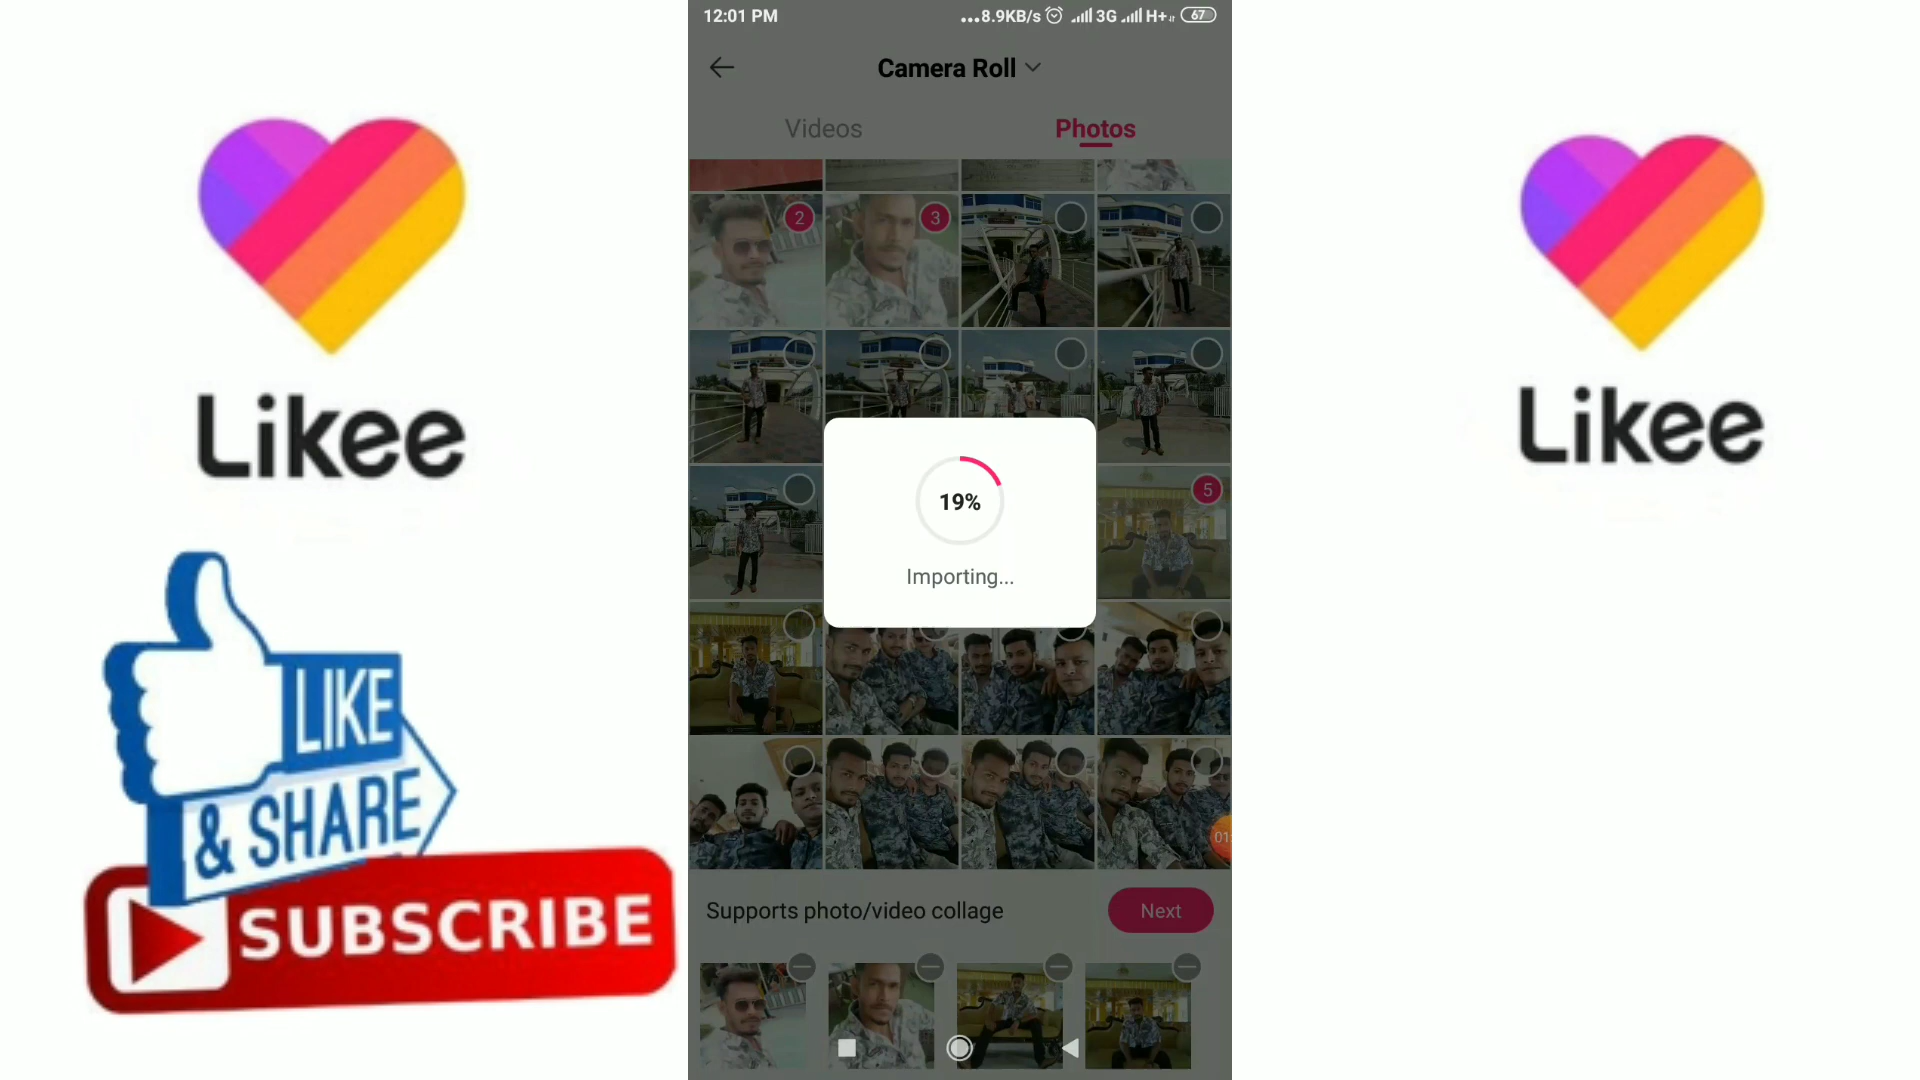 12:01 PM
...8.9KB/s 3G H+ 67
Camera Roll
Videos
Photos
2
3
5
19%
Importing...
Supports photo/video collage
Next
01:
Likee
LIKE
& SHARE
SUBSCRIBE
Likee